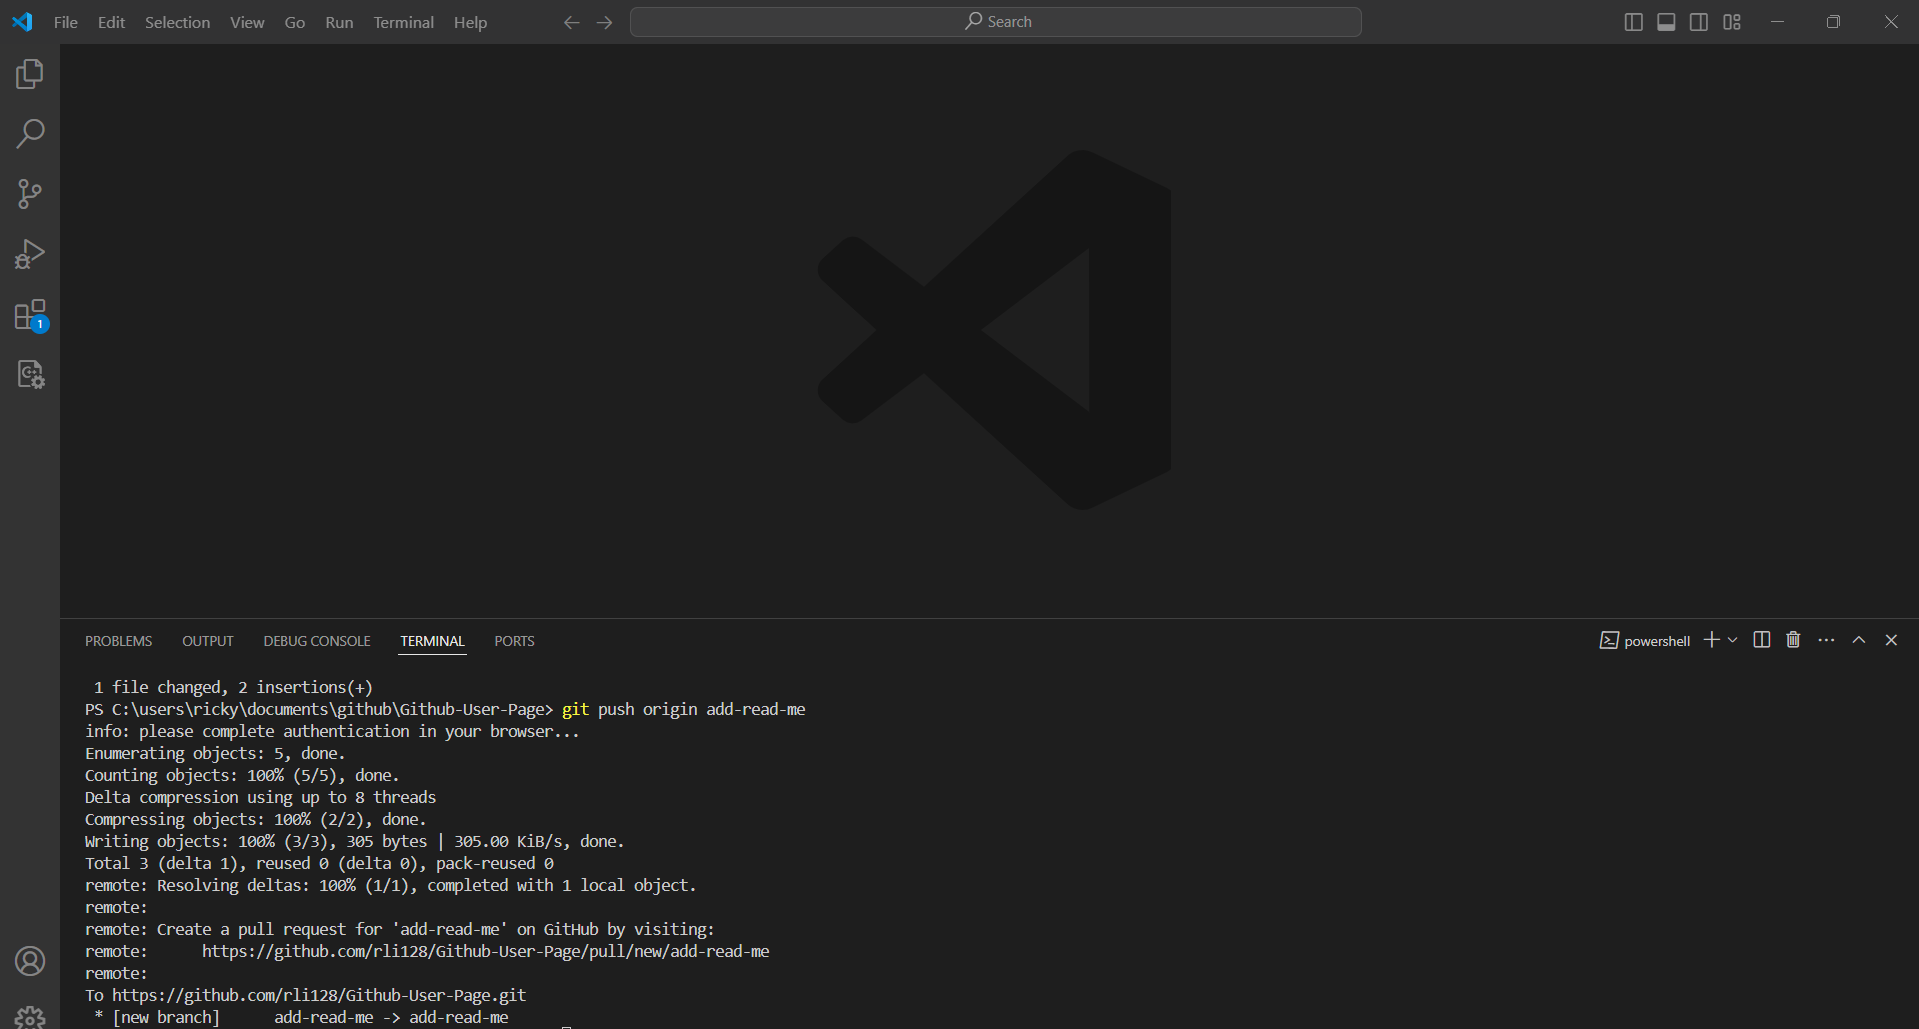 File Edit Selection View Go Run Terminal Help
Search
1
PROBLEMS OUTPUT DEBUG CONSOLE TERMINAL PORTS
powershell
1 file changed, 2 insertions(+)
PS C:\users\ricky\documents\github\Github-User-Page> git push origin add-read-me
info: please complete authentication in your browser...
Enumerating objects: 5, done.
Counting objects: 100% (5/5), done.
Delta compression using up to 8 threads
Compressing objects: 100% (2/2), done.
Writing objects: 100% (3/3), 305 bytes | 305.00 KiB/s, done.
Total 3 (delta 1), reused 0 (delta 0), pack-reused 0
remote: Resolving deltas: 100% (1/1), completed with 1 local object.
remote:
remote: Create a pull request for 'add-read-me' on GitHub by visiting:
remote:      https://github.com/rli128/Github-User-Page/pull/new/add-read-me
remote:
To https://github.com/rli128/Github-User-Page.git
 * [new branch]      add-read-me -> add-read-me